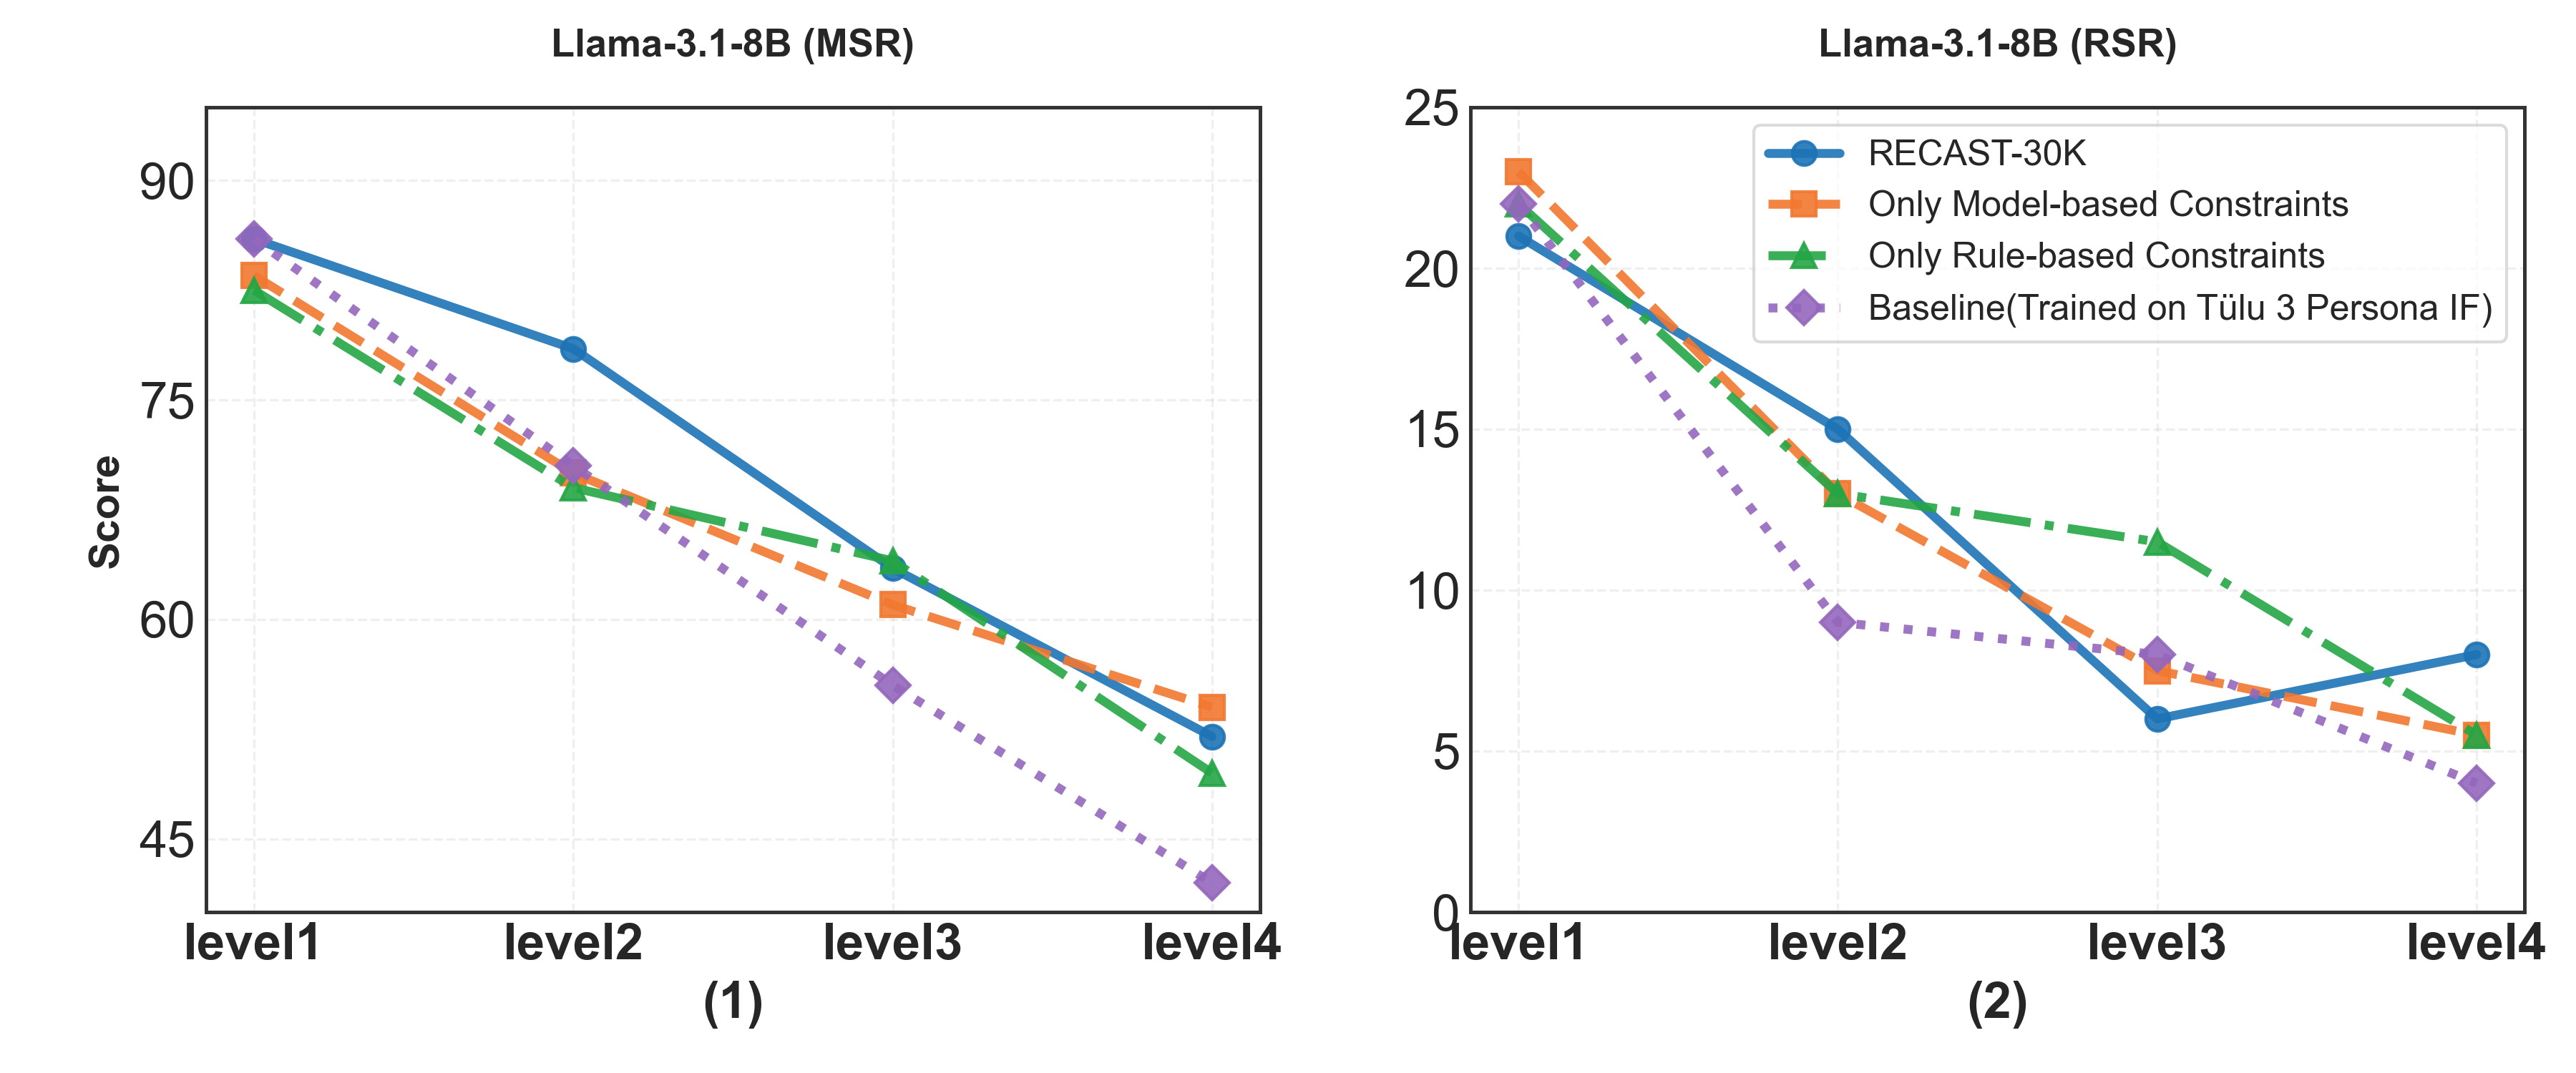 Llama-3.1-8B (MSR)
90
75
60
45
Score
level1 level2 level3 level4
(1)
Llama-3.1-8B (RSR)
25
20
15
10
5
0
RECAST-30K
Only Model-based Constraints
Only Rule-based Constraints
Baseline(Trained on Tülu 3 Persona IF)
level1 level2 level3 level4
(2)